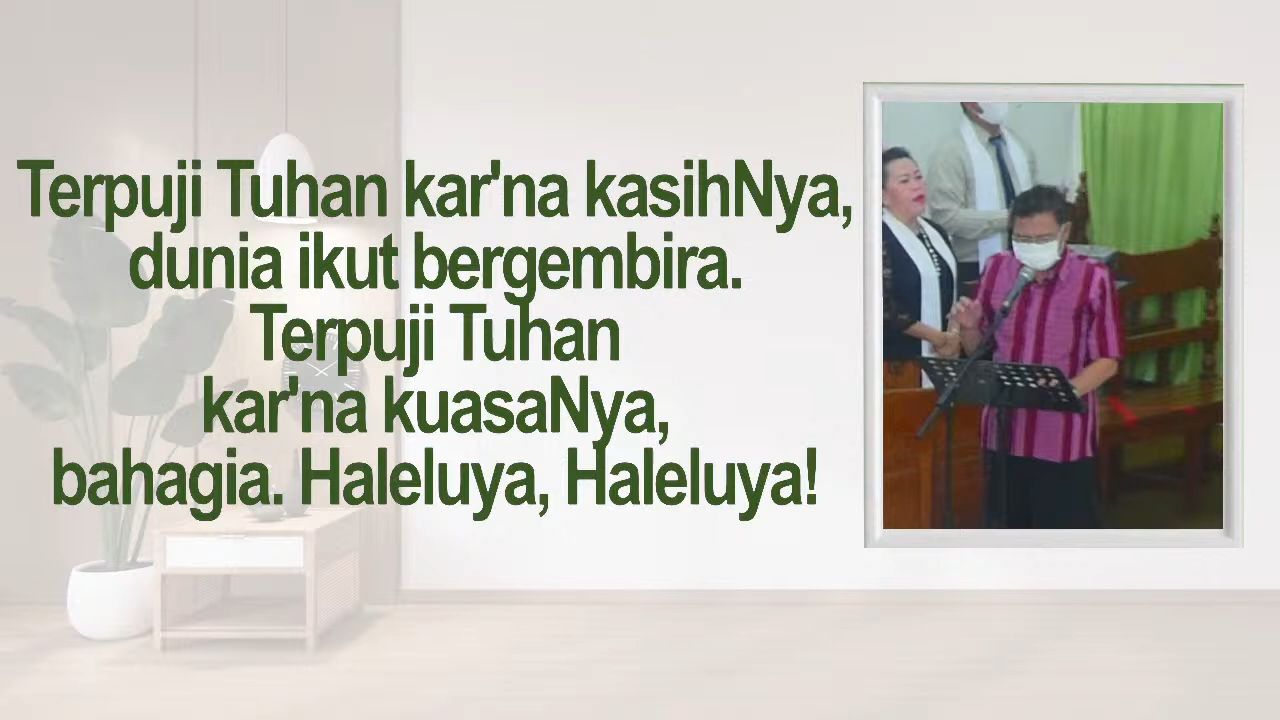 Terpuji Tuhan kar'na kasihNya,
dunia ikut bergembira.
Terpuji Tuhan
kar'na kuasaNya,
bahagia. Haleluya, Haleluya!